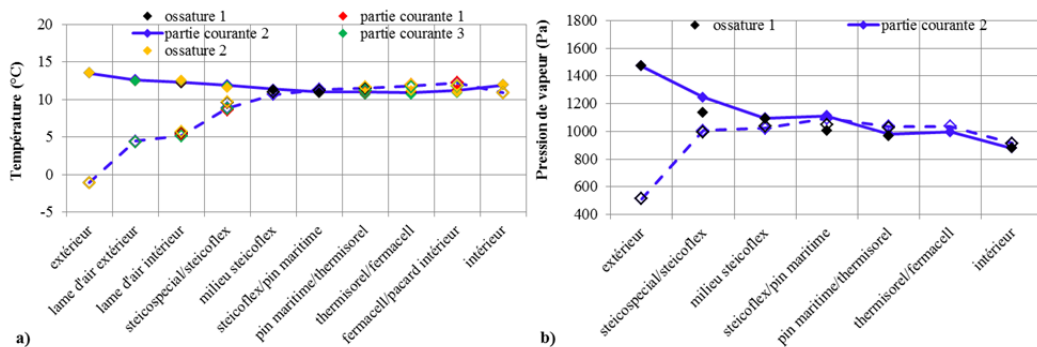 ossature 1
partie courante 1
partie courante 2
partie courante 3
ossature 2
Température (°C)
20
15
10
5
0
-5
extérieur
lame d'air extérieur
lame d'air intérieur
steicospecial/steicoflex
milieu steicoflex
steicoflex/pin maritime
pin maritime/thermisorel
thermisorel/fermacell
fermacell/pacard intérieur
intérieur
a)
ossature 1
partie courante 2
Pression de vapeur (Pa)
1800
1600
1400
1200
1000
800
600
400
extérieur
steicospecial/steicoflex
milieu steicoflex
steicoflex/pin maritime
pin maritime/thermisorel
thermisorel/fermacell
intérieur
b)